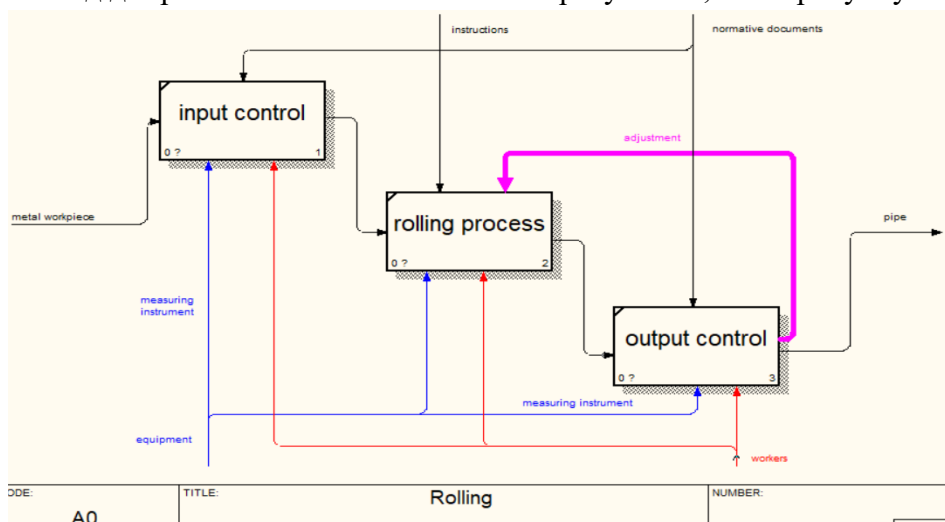 instructions
normative documents
input control
0 ?
1
adjustment
metal workpiece
rolling process
0 ?
2
pipe
measuring
instrument
output control
0 ?
3
measuring instrument
equipment
workers
ODE:
TITLE:
Rolling
NUMBER:
A0